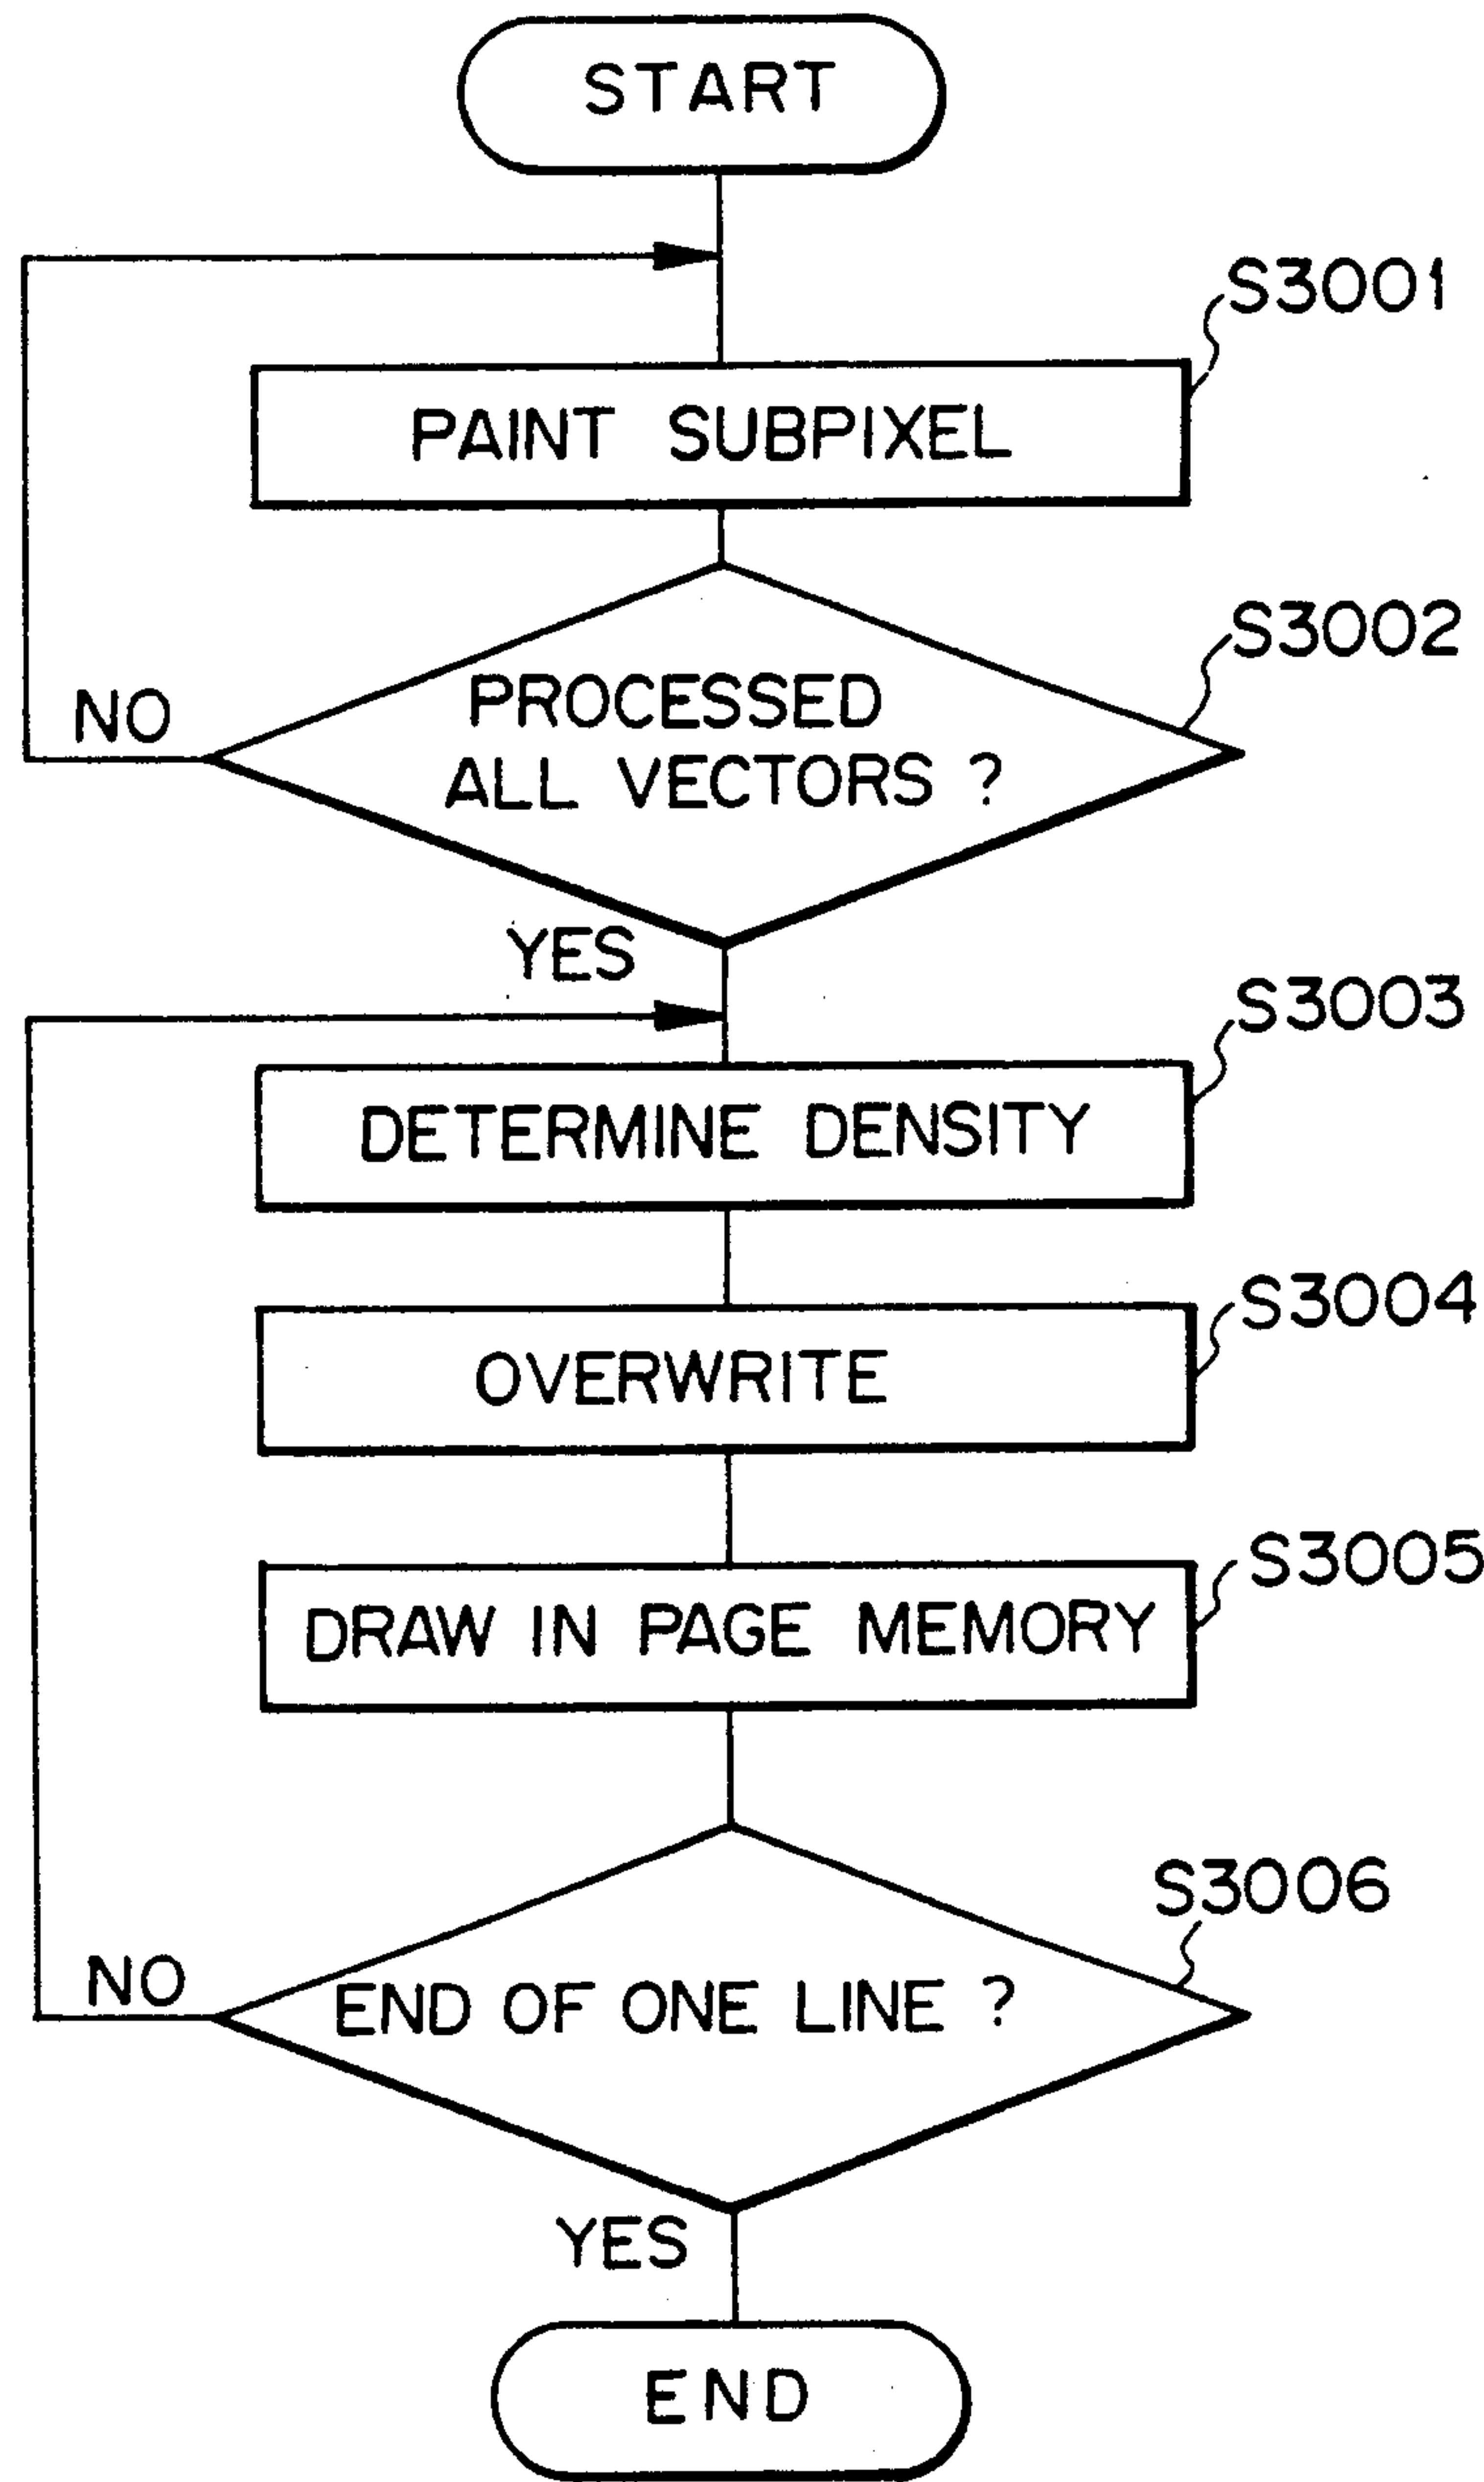 START
S3001
PAINT SUBPIXEL
S3002
PROCESSED
ALL VECTORS ?
NO
YES
S3003
DETERMINE DENSITY
S3004
OVERWRITE
S3005
DRAW IN PAGE MEMORY
S3006
END OF ONE LINE ?
NO
YES
END